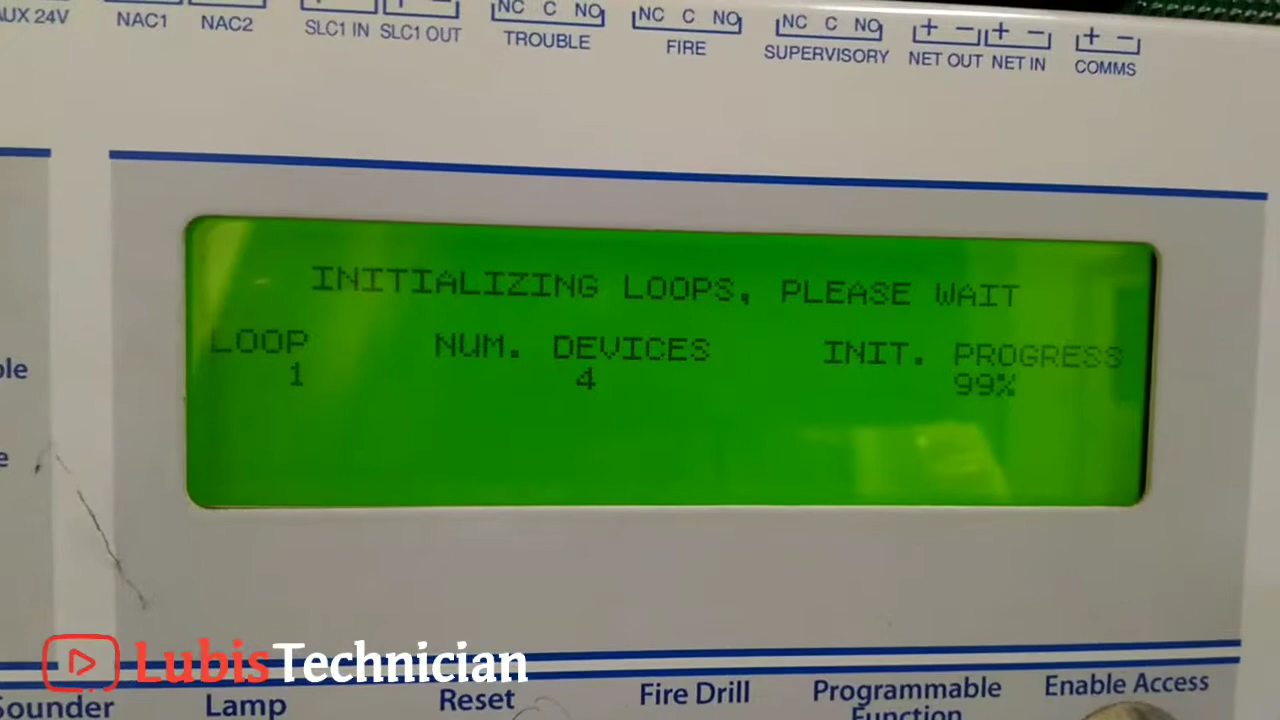 AUX 24V NAC1 NAC2 SLC1 IN SLC1 OUT
NC C NO
TROUBLE
NC C NO
FIRE
NC C NO
SUPERVISORY
+ - + -
NET OUT NET IN
+ -
COMMS
INITIALIZING LOOPS, PLEASE WAIT
LOOP NUM. DEVICES INIT. PROGRESS
1 4 99%
LubisTechnician
Sounder Lamp Reset Fire Drill Programmable Enable Access
Function